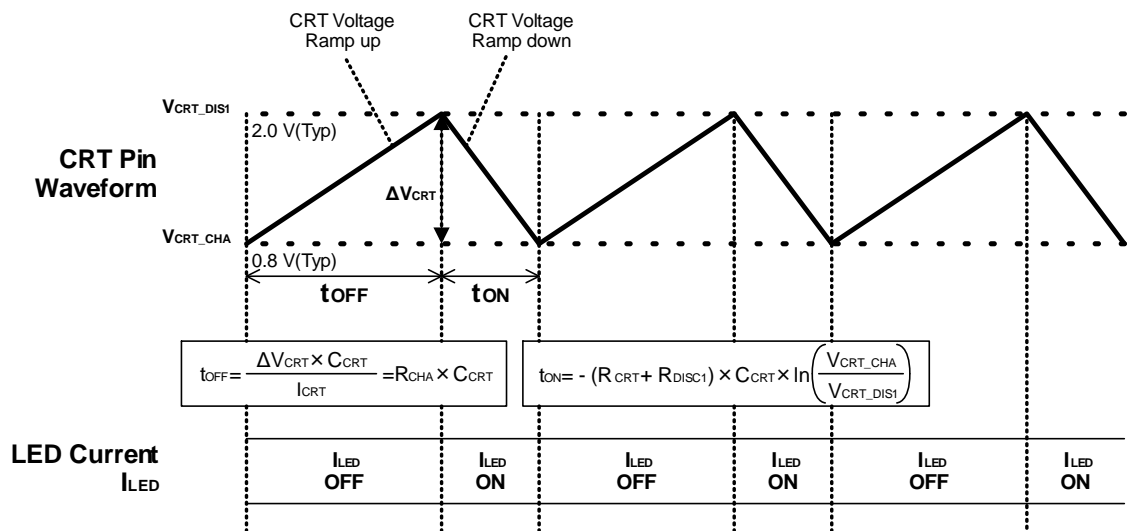 CRT Voltage
Ramp up
CRT Voltage
Ramp down
VCRT_DIS1
2.0 V(Typ)
CRT Pin
Waveform
ΔVCRT
VCRT_CHA
0.8 V(Typ)
tOFF
tON
tOFF= ΔVCRT × CCRT / ICRT =RCHA × CCRT
tON= - (RCRT+ RDISC1) × CCRT × ln(VCRT_CHA / VCRT_DIS1)
LED Current
ILED
ILED
OFF
ILED
ON
ILED
OFF
ILED
ON
ILED
OFF
ILED
ON